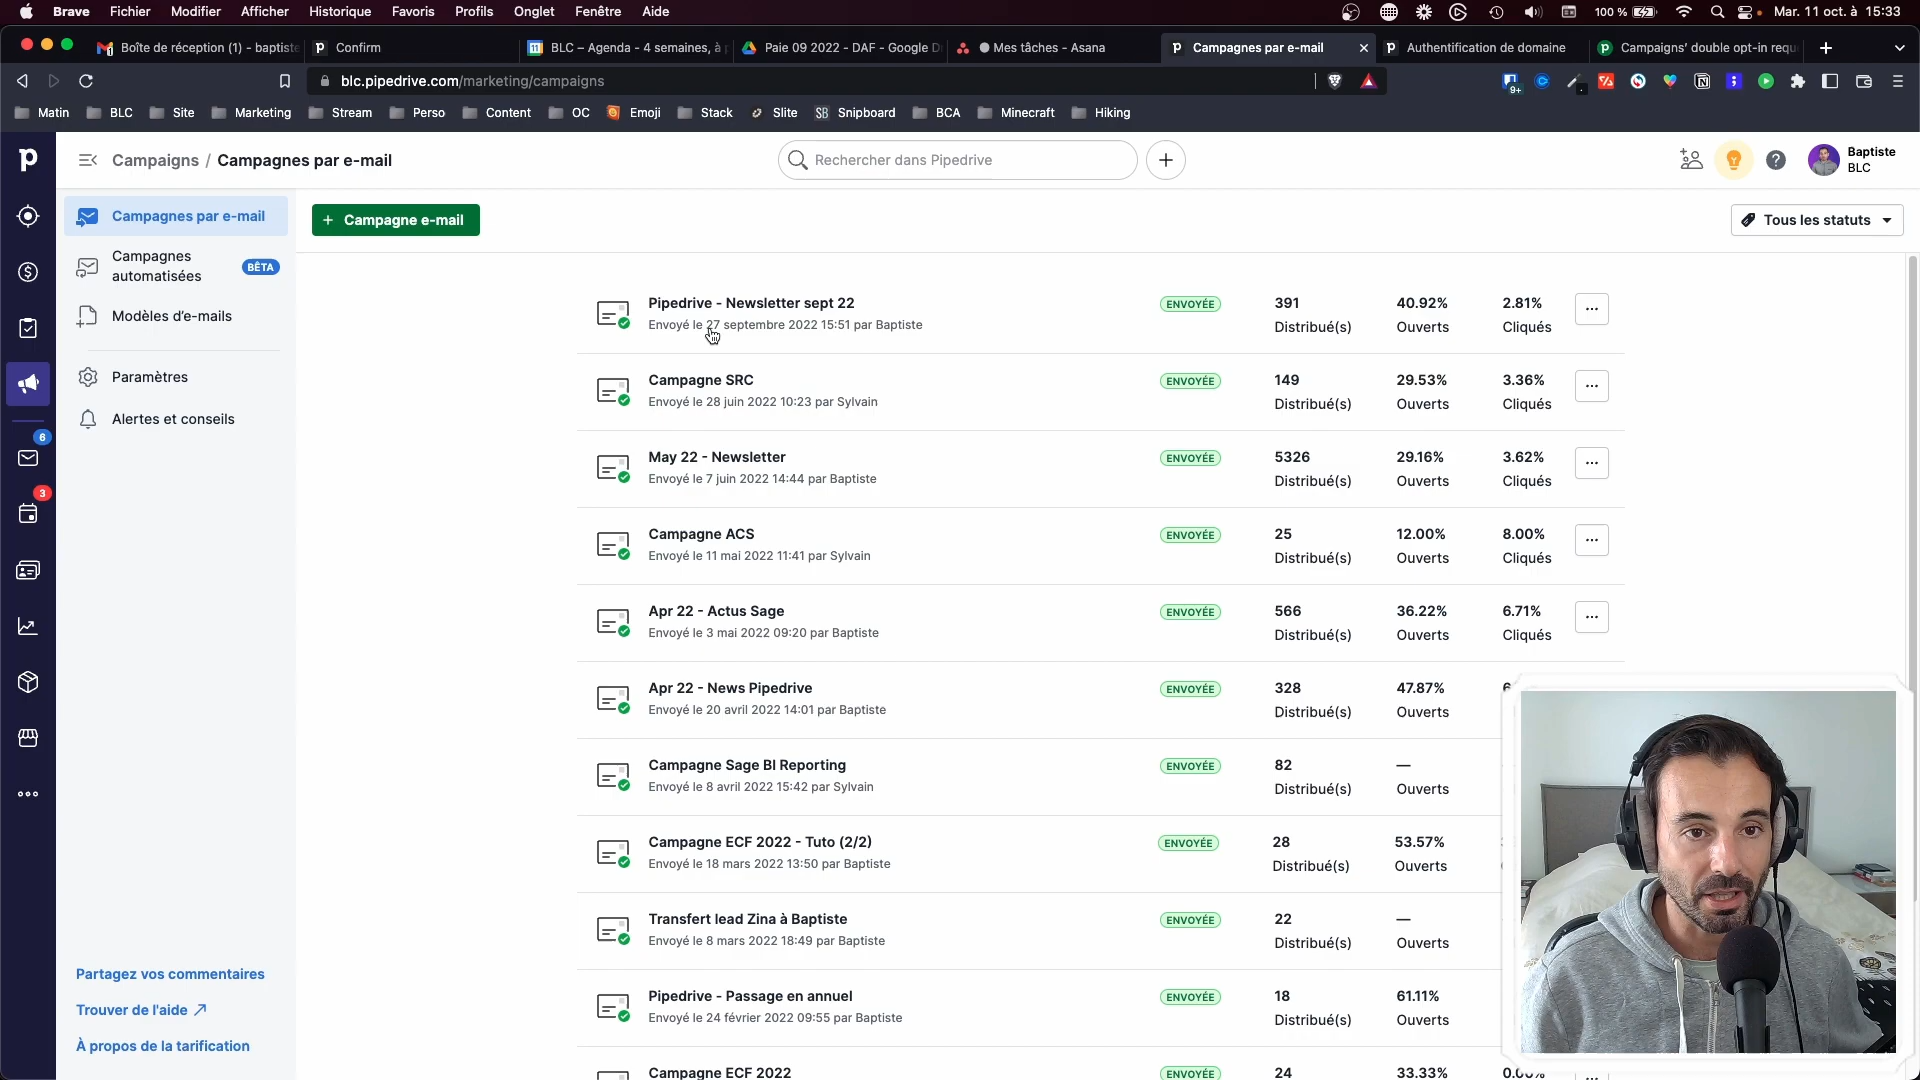 Brave Fichier Modifier Afficher Historique Favoris Profils Onglet Fenêtre Aide 100 % Mar. 11 oct. à 15:33
Boîte de réception (1) - baptiste
Confirm
BLC – Agenda - 4 semaines, à
Paie 09 2022 - DAF - Google D
Mes tâches - Asana
Campagnes par e-mail
Authentification de domaine
Campaigns' double opt-in requ
blc.pipedrive.com/marketing/campaigns
9+
Matin BLC Site Marketing Stream Perso Content OC Emoji Stack Slite SB Snipboard BCA Minecraft Hiking
Campaigns / Campagnes par e-mail
Rechercher dans Pipedrive
Baptiste
BLC
Campagnes par e-mail
Campagnes automatisées
BÊTA
Modèles d'e-mails
Paramètres
Alertes et conseils
6
3
Partagez vos commentaires
Trouver de l'aide
À propos de la tarification
+ Campagne e-mail
Tous les statuts
Pipedrive - Newsletter sept 22 ENVOYÉE 391 40.92% 2.81%
Envoyé le 27 septembre 2022 15:51 par Baptiste Distribué(s) Ouverts Cliqués
Campagne SRC ENVOYÉE 149 29.53% 3.36%
Envoyé le 28 juin 2022 10:23 par Sylvain Distribué(s) Ouverts Cliqués
May 22 - Newsletter ENVOYÉE 5326 29.16% 3.62%
Envoyé le 7 juin 2022 14:44 par Baptiste Distribué(s) Ouverts Cliqués
Campagne ACS ENVOYÉE 25 12.00% 8.00%
Envoyé le 11 mai 2022 11:41 par Sylvain Distribué(s) Ouverts Cliqués
Apr 22 - Actus Sage ENVOYÉE 566 36.22% 6.71%
Envoyé le 3 mai 2022 09:20 par Baptiste Distribué(s) Ouverts Cliqués
Apr 22 - News Pipedrive ENVOYÉE 328 47.87%
Envoyé le 20 avril 2022 14:01 par Baptiste Distribué(s) Ouverts
Campagne Sage BI Reporting ENVOYÉE 82 —
Envoyé le 8 avril 2022 15:42 par Sylvain Distribué(s) Ouverts
Campagne ECF 2022 - Tuto (2/2) ENVOYÉE 28 53.57%
Envoyé le 18 mars 2022 13:50 par Baptiste Distribué(s) Ouverts
Transfert lead Zina à Baptiste ENVOYÉE 22 —
Envoyé le 8 mars 2022 18:49 par Baptiste Distribué(s) Ouverts
Pipedrive - Passage en annuel ENVOYÉE 18 61.11%
Envoyé le 24 février 2022 09:55 par Baptiste Distribué(s) Ouverts
Campagne ECF 2022 ENVOYÉE 24 33.33%